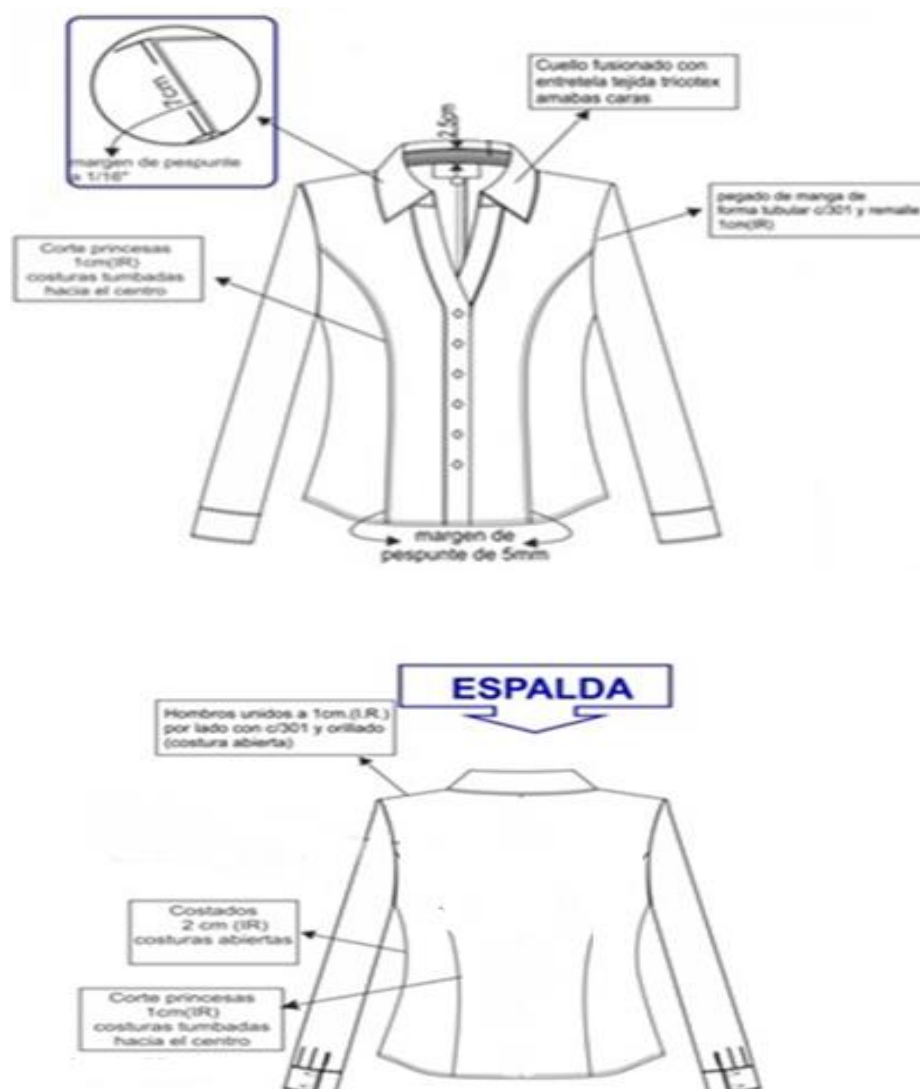 1cm
margen de pespunte
a 1/16"
Cuello fusionado con
entretela tejida tricotex
amabas caras
2.5cm
pegado de manga de
forma tubular c/301 y remalle
1cm(IR)
Corte princesas
1cm(IR)
costuras tumbadas
hacia el centro
margen de
pespunte de 5mm
ESPALDA
Hombros unidos a 1cm.(I.R.)
por lado con c/301 y orillado
(costura abierta)
Costados
2 cm (IR)
costuras abiertas
Corte princesas
1cm(IR)
costuras tumbadas
hacia el centro